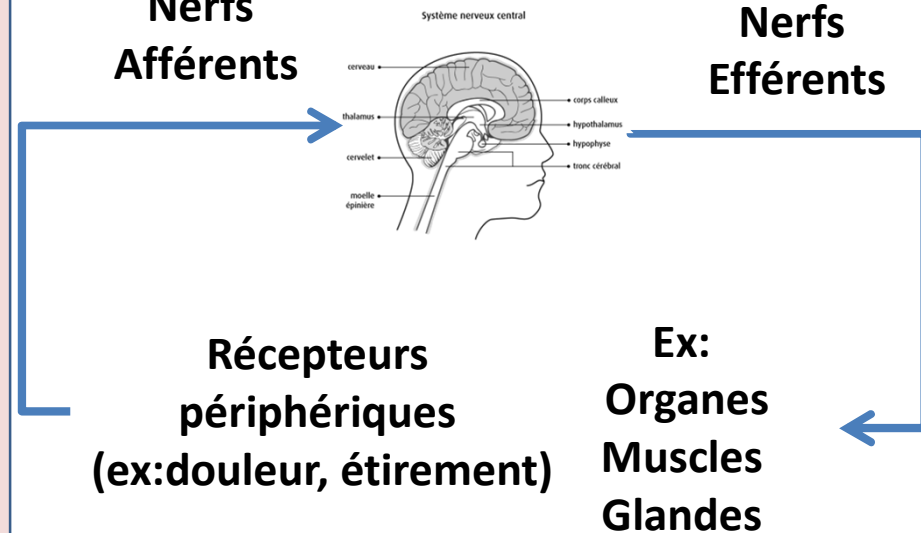 Nerfs
Afférents
Système nerveux central
cerveau
thalamus
cervelet
moelle
épinière
corps calleux
hypothalamus
hypophyse
tronc cérébral
Nerfs
Efférents
Récepteurs
périphériques
(ex:douleur, étirement)
Ex:
Organes
Muscles
Glandes